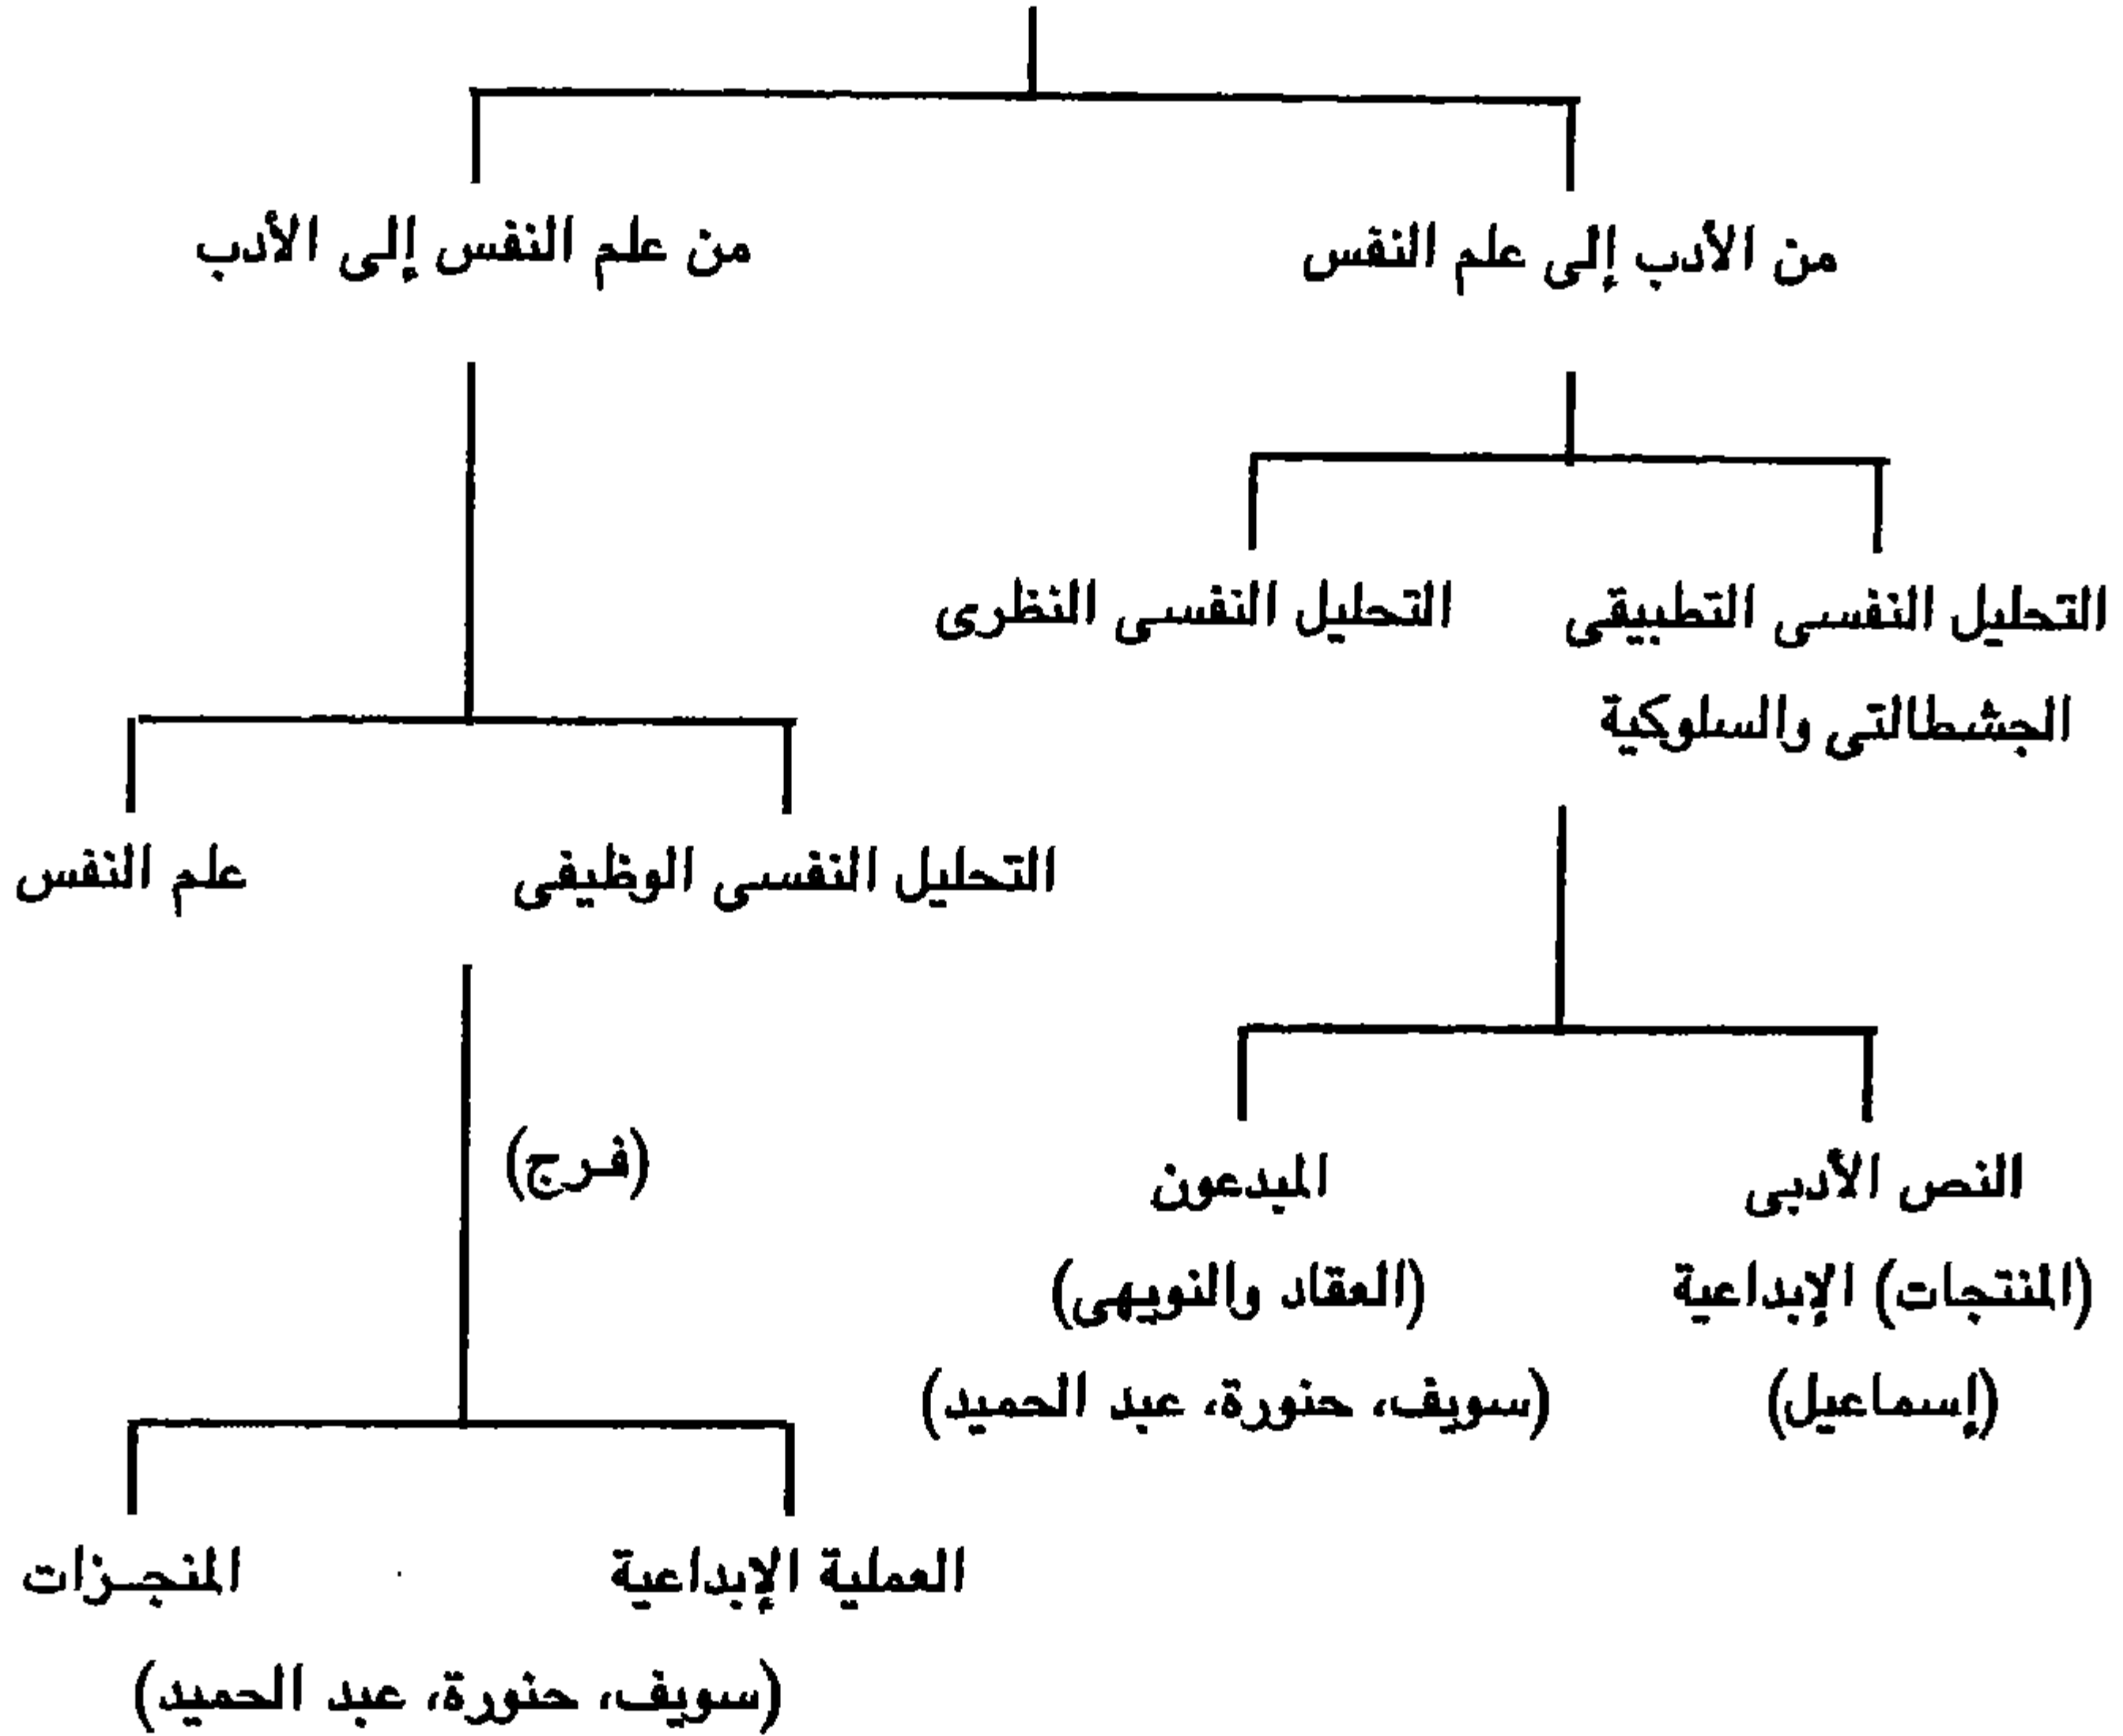 من الأدب إلى علم النفس
من علم النفس إلى الأدب
التحليل النفسى التطبيقى
الجشطالتى والسلوكية
التحليل النفسى النظرى
التحليل النفسى الوظيفى
علم النفس
(فرج)
النص الأدبى
(المنتجات) الإبداعية
(إسماعيل)
المبدعون
(العقاد والنويهى)
(سويف، حنورة، عبد الحميد)
العملية الإبداعية
المنجزات
(سويف، حنورة، عبد الحميد)